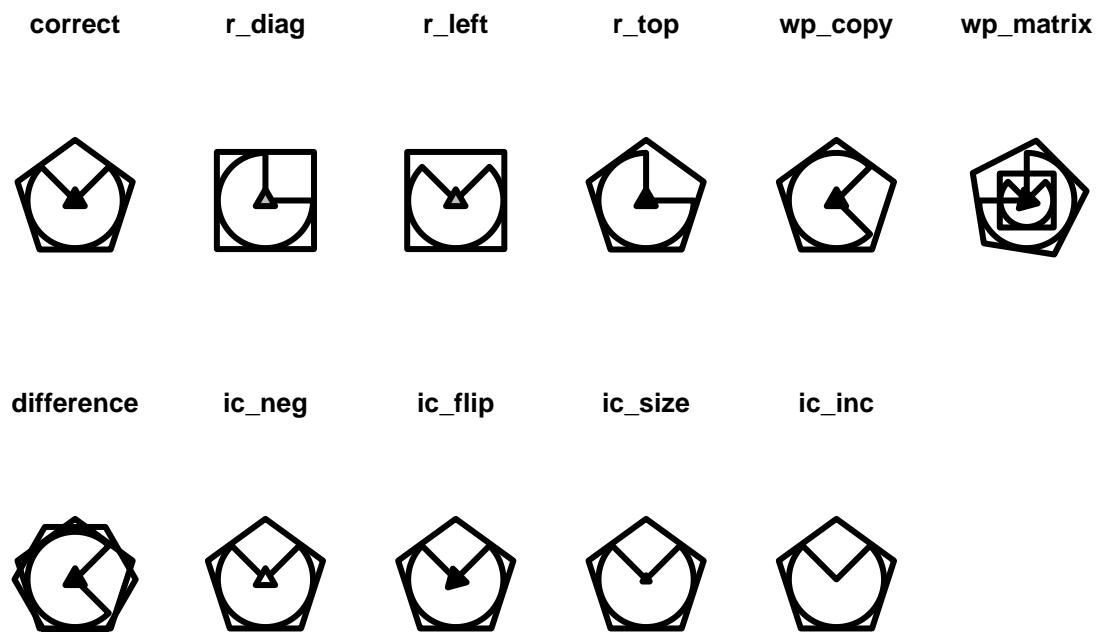 correct r_diag r_left r_top wp_copy wp_matrix
difference ic_neg ic_flip ic_size ic_inc